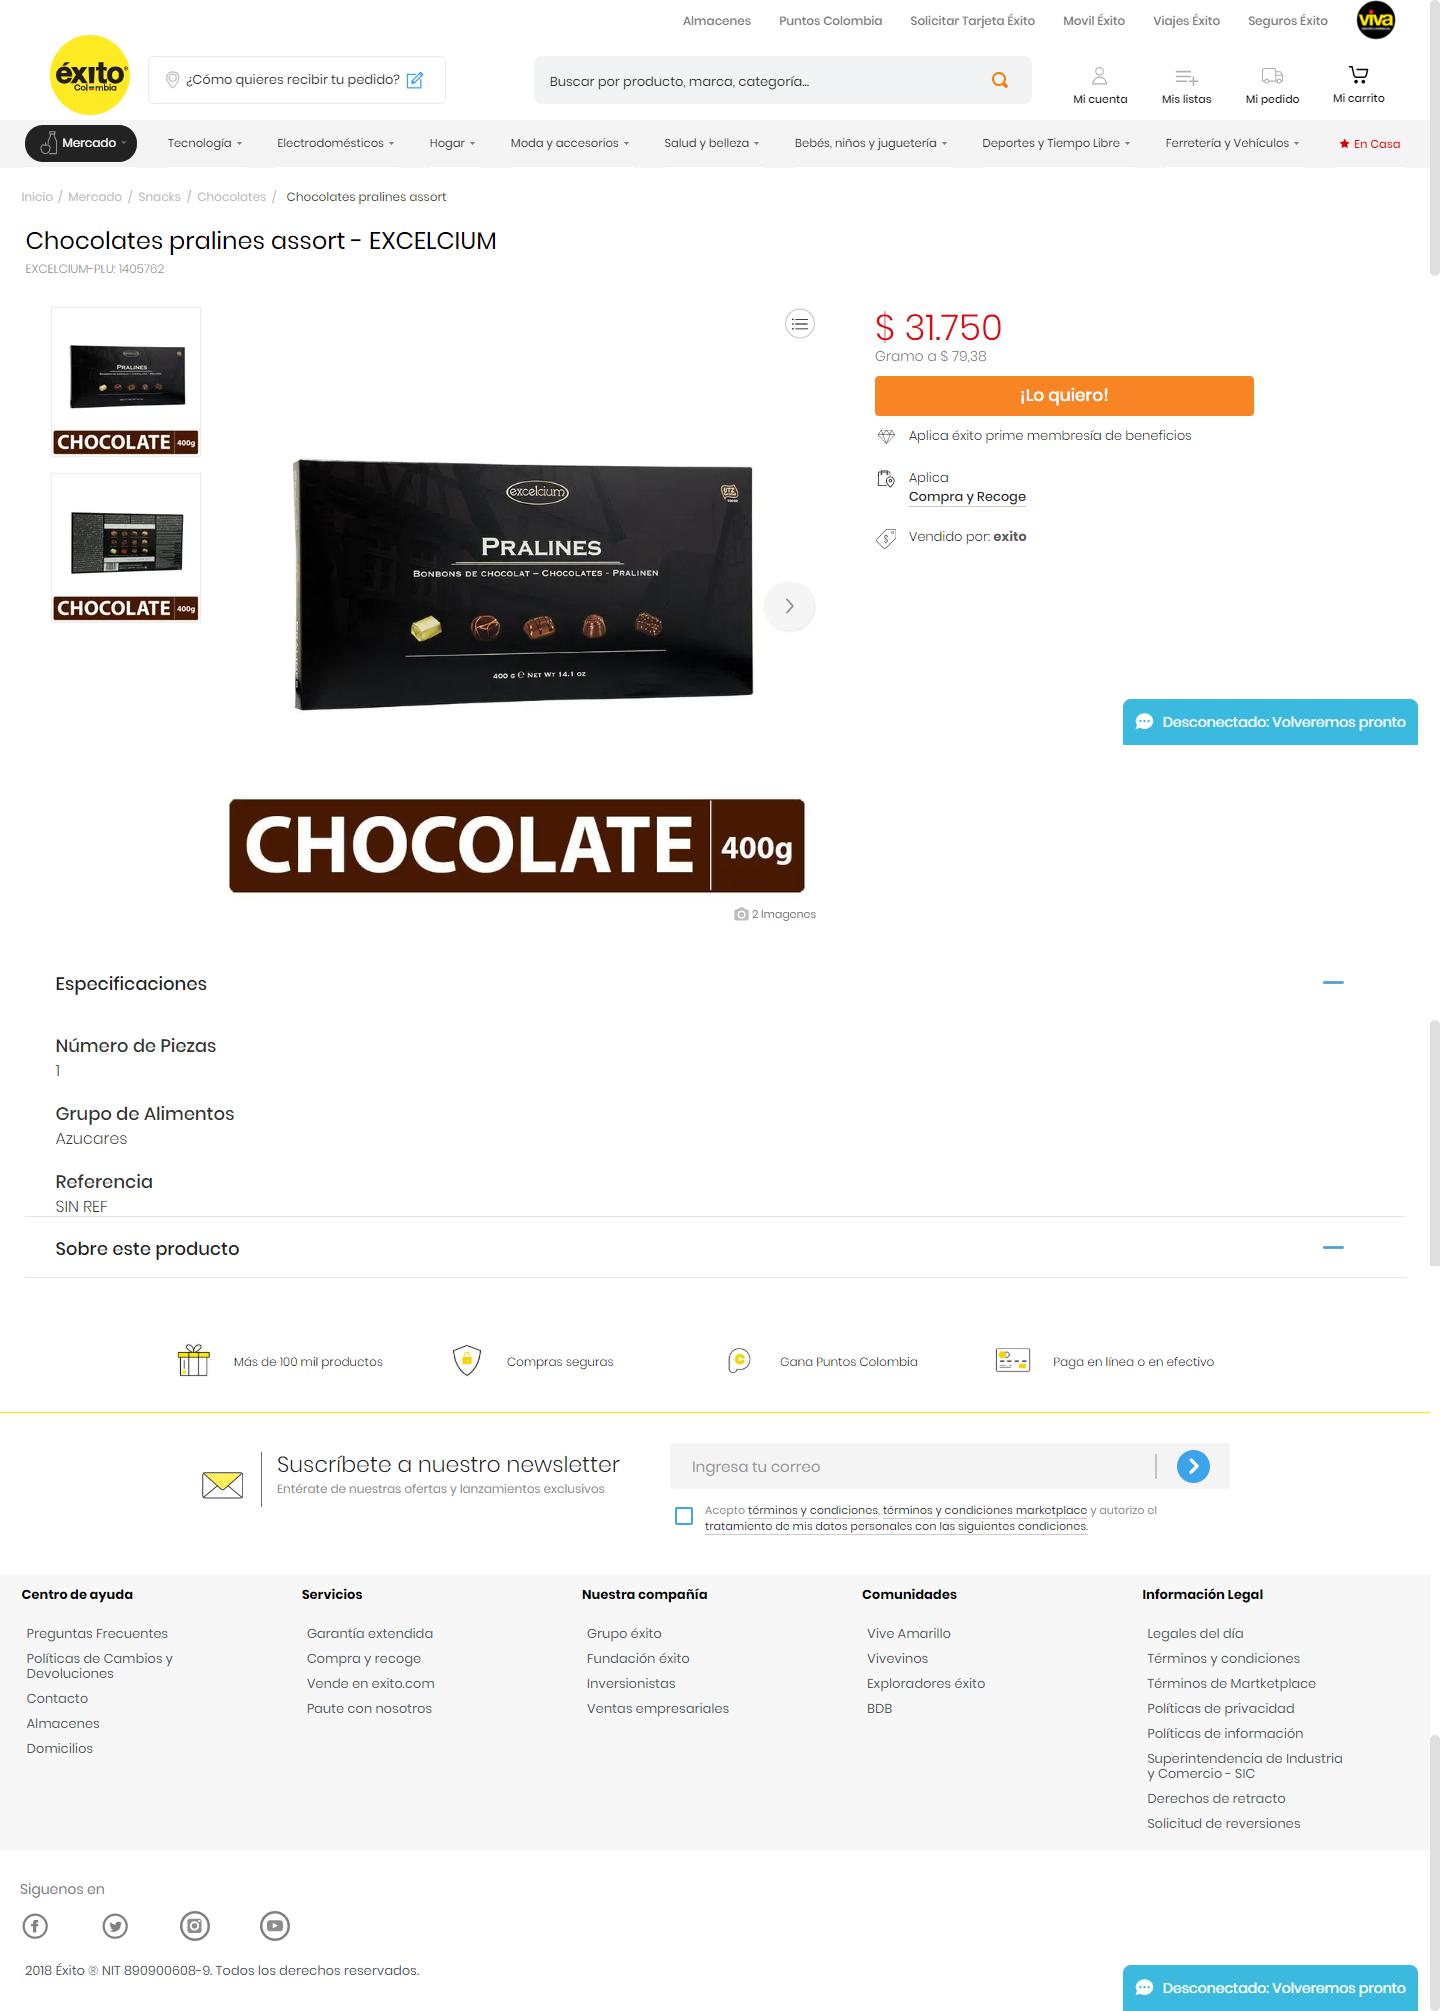 Almacenes Puntos Colombia Solicitar Tarjeta Éxito Movil Éxito Viajes Éxito Seguros Éxito viva
éxito
Colombia
¿Cómo quieres recibir tu pedido?
Buscar por producto, marca, categoría...
Mi cuenta Mis listas Mi pedido Mi carrito
Mercado Tecnología Electrodomésticos Hogar Moda y accesorios Salud y belleza Bebés, niños y juguetería Deportes y Tiempo Libre Ferretería y Vehículos En Casa
Inicio / Mercado / Snacks / Chocolates / Chocolates pralines assort
Chocolates pralines assort - EXCELCIUM
EXCELCIUM-PLU: 1405762
PRALINES
CHOCOLATE 400g
CHOCOLATE 400g
excelcium
UTZ
PRALINES
BONBONS DE CHOCOLAT – CHOCOLATES - PRALINEN
400 G ℮ NET WT 14.1 OZ
CHOCOLATE 400g
2 Imagenes
$ 31.750
Gramo a $ 79,38
¡Lo quiero!
Aplica éxito prime membresía de beneficios
Aplica
Compra y Recoge
Vendido por: exito
Desconectado: Volveremos pronto
Especificaciones
Número de Piezas
1
Grupo de Alimentos
Azucares
Referencia
SIN REF
Sobre este producto
Más de 100 mil productos Compras seguras Gana Puntos Colombia Paga en línea o en efectivo
Suscríbete a nuestro newsletter
Entérate de nuestras ofertas y lanzamientos exclusivos
Ingresa tu correo
Acepto términos y condiciones, términos y condiciones marketplace y autorizo el
tratamiento de mis datos personales con las siguientes condiciones.
Centro de ayuda
Preguntas Frecuentes
Políticas de Cambios y
Devoluciones
Contacto
Almacenes
Domicilios
Servicios
Garantía extendida
Compra y recoge
Vende en exito.com
Paute con nosotros
Nuestra compañía
Grupo éxito
Fundación éxito
Inversionistas
Ventas empresariales
Comunidades
Vive Amarillo
Vivevinos
Exploradores éxito
BDB
Información Legal
Legales del día
Términos y condiciones
Términos de Martketplace
Políticas de privacidad
Políticas de información
Superintendencia de Industria
y Comercio - SIC
Derechos de retracto
Solicitud de reversiones
Siguenos en
2018 Éxito ® NIT 890900608-9. Todos los derechos reservados.
Desconectado: Volveremos pronto